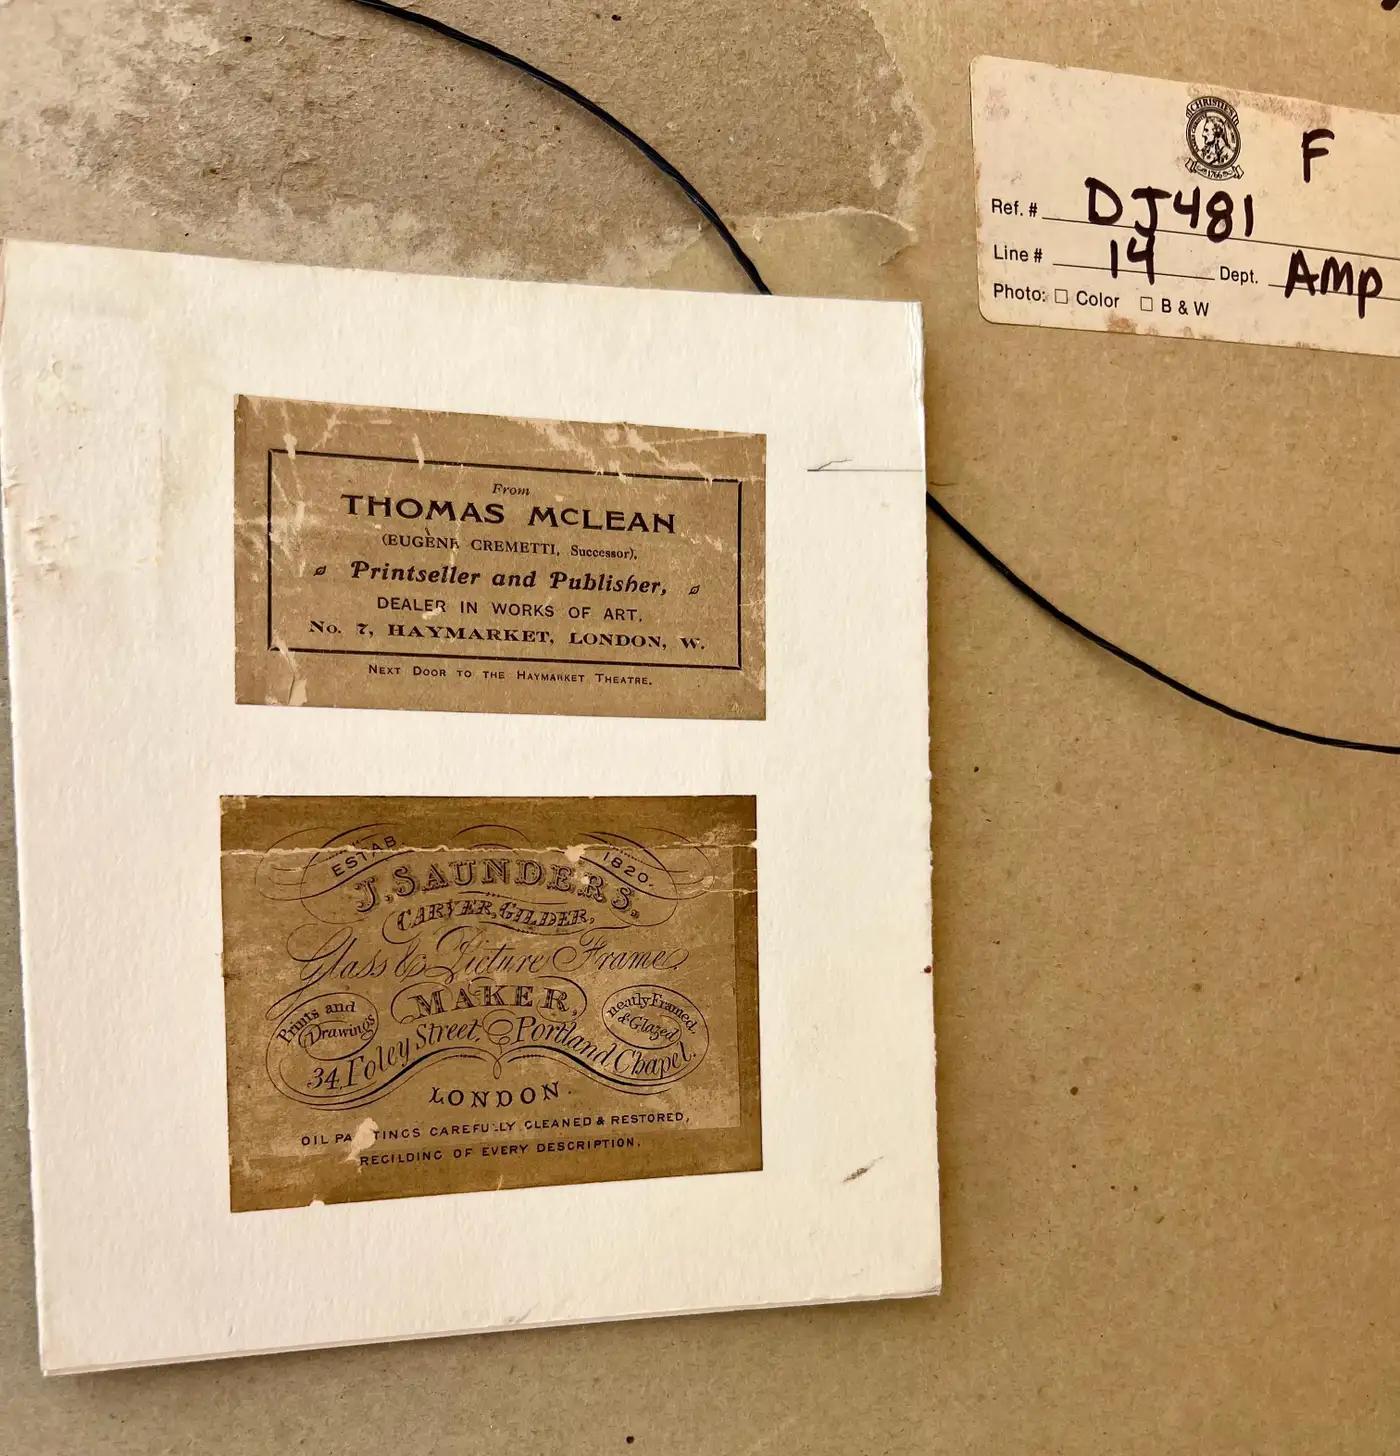 CHRISTIE'S
1766
F
Ref. # DJ481
Line # 14 Dept. AMP
Photo: ☐ Color ☐ B & W
From
THOMAS McLEAN
(EUGÈNE CREMETTI, Successor),
Printseller and Publisher,
DEALER IN WORKS OF ART,
No. 7, HAYMARKET, LONDON, W.
NEXT DOOR TO THE HAYMARKET THEATRE.
ESTAB 1820.
J. SAUNDERS.
CARVER, GILDER,
Glass & Picture Frame
MAKER,
Prints and Drawings
neatly Framed. & Glazed
34, Foley Street, Portland Chapel.
LONDON.
OIL PA TINGS CAREFULLY CLEANED & RESTORED,
REGILDING OF EVERY DESCRIPTION.